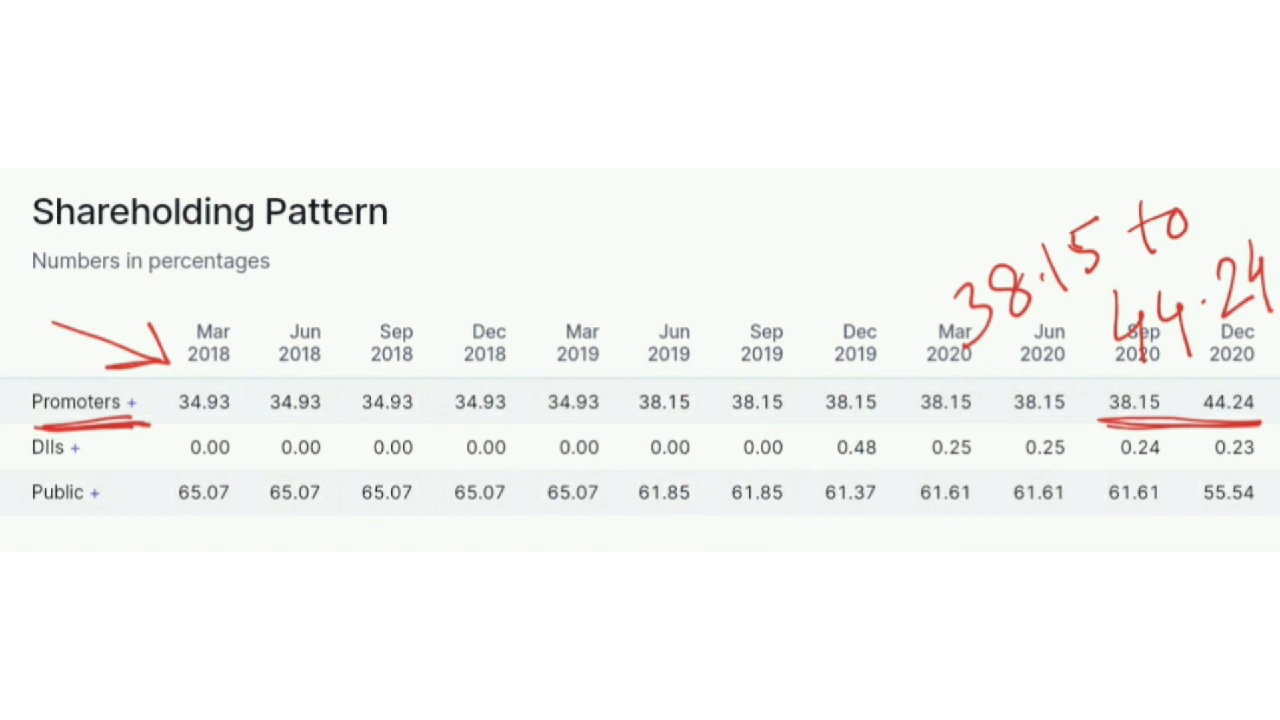 Shareholding Pattern
Numbers in percentages
38.15 to
44.24
Mar 2018 Jun 2018 Sep 2018 Dec 2018 Mar 2019 Jun 2019 Sep 2019 Dec 2019 Mar 2020 Jun 2020 Sep 2020 Dec 2020
Promoters + 34.93 34.93 34.93 34.93 34.93 38.15 38.15 38.15 38.15 38.15 38.15 44.24
DIIs + 0.00 0.00 0.00 0.00 0.00 0.00 0.00 0.48 0.25 0.25 0.24 0.23
Public + 65.07 65.07 65.07 65.07 65.07 61.85 61.85 61.37 61.61 61.61 61.61 55.54